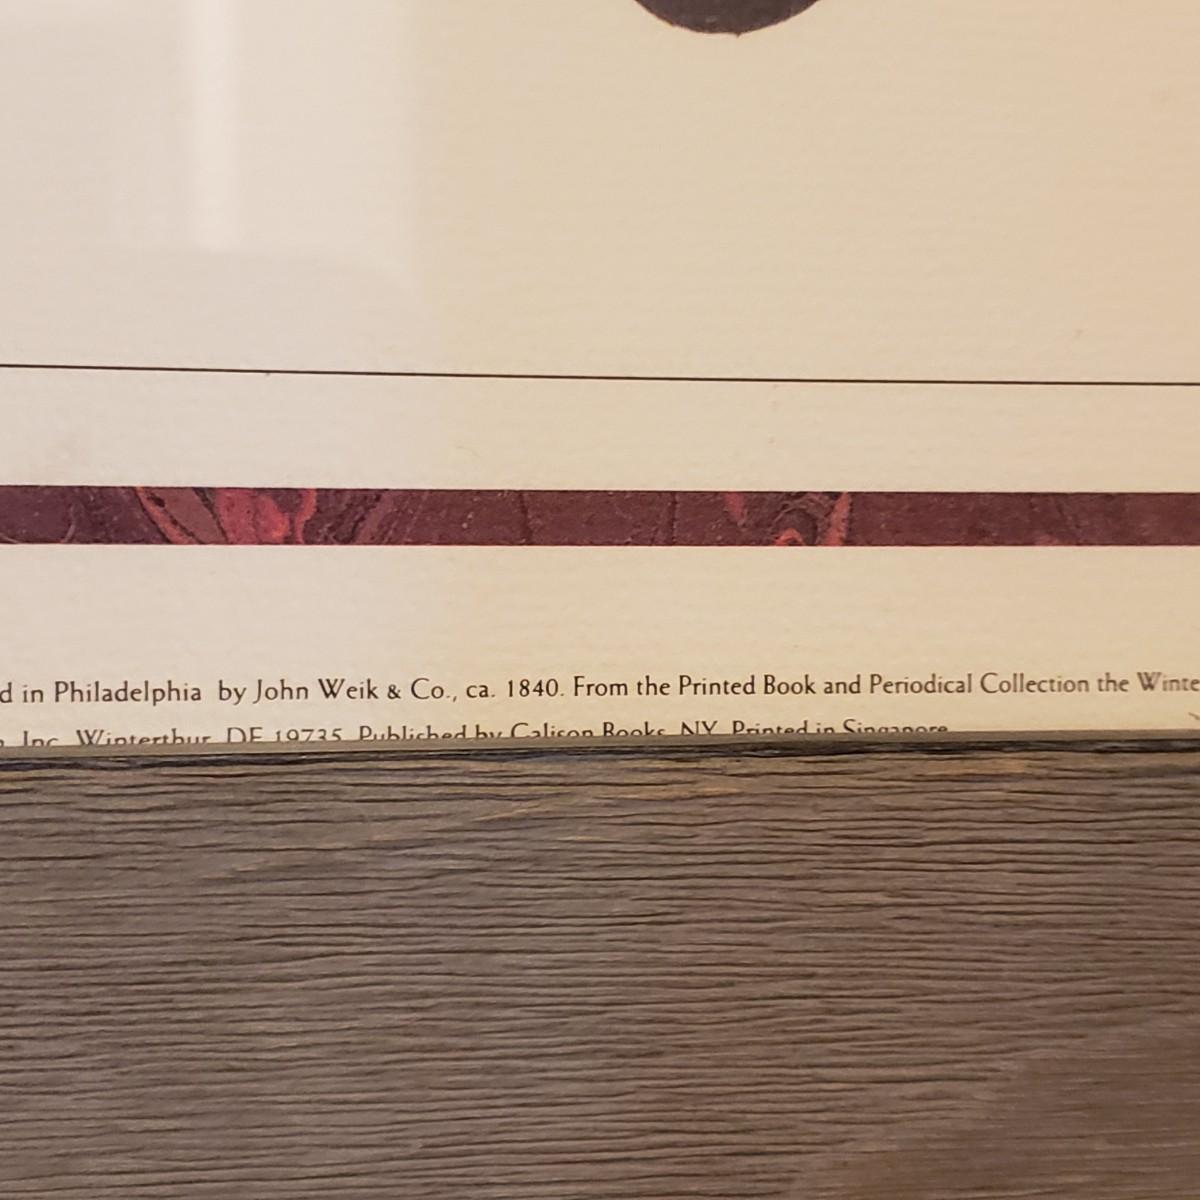 d in Philadelphia by John Weik & Co., ca. 1840. From the Printed Book and Periodical Collection the Winte
, Inc. Winterthur, DE 19735 Published by Galison Books NY Printed in Singapore